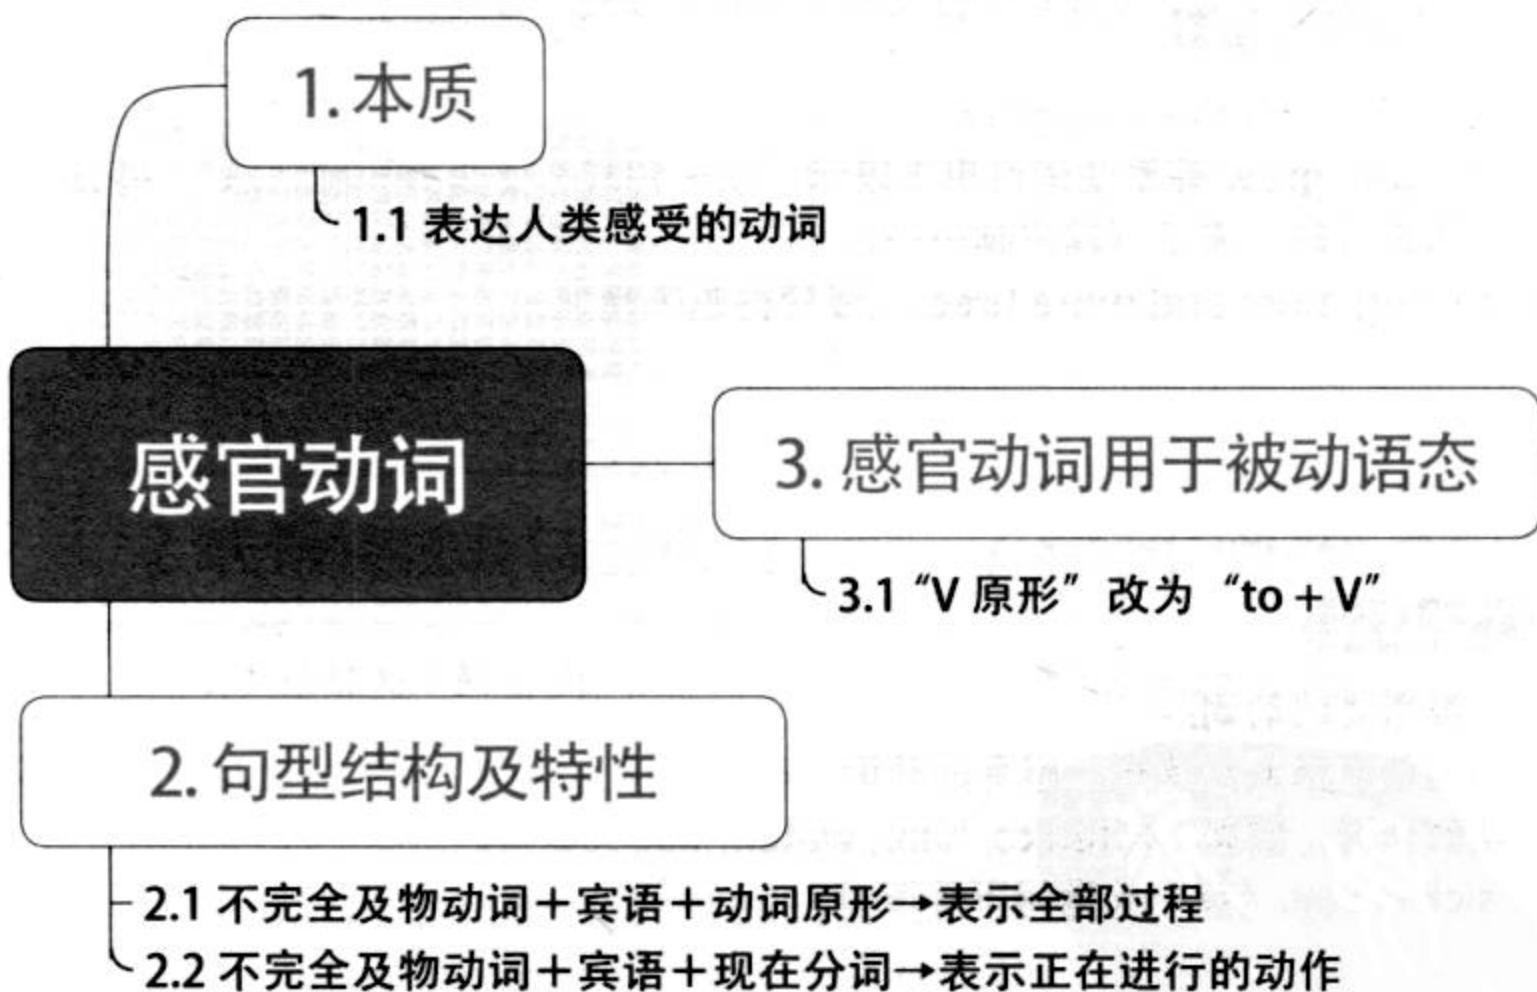 1. 本质
1.1 表达人类感受的动词
感官动词
3. 感官动词用于被动语态
3.1 “V 原形” 改为 “to + V”
2. 句型结构及特性
2.1 不完全及物动词＋宾语＋动词原形→表示全部过程
2.2 不完全及物动词＋宾语＋现在分词→表示正在进行的动作